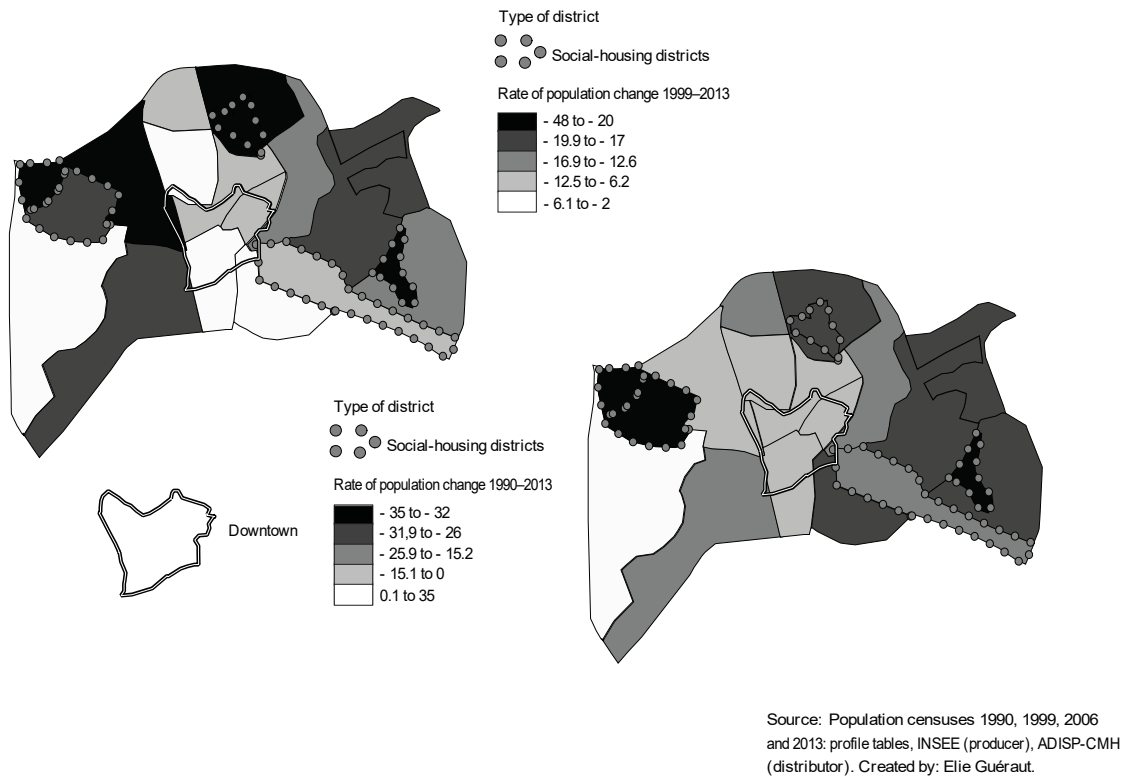 Type of district
Social-housing districts
Rate of population change 1999–2013
- 48 to - 20
- 19.9 to - 17
- 16.9 to - 12.6
- 12.5 to - 6.2
- 6.1 to - 2
Type of district
Social-housing districts
Rate of population change 1990–2013
- 35 to - 32
- 31,9 to - 26
- 25.9 to - 15.2
- 15.1 to 0
0.1 to 35
Downtown
Source: Population censuses 1990, 1999, 2006
and 2013: profile tables, INSEE (producer), ADISP-CMH
(distributor). Created by: Elie Guéraut.